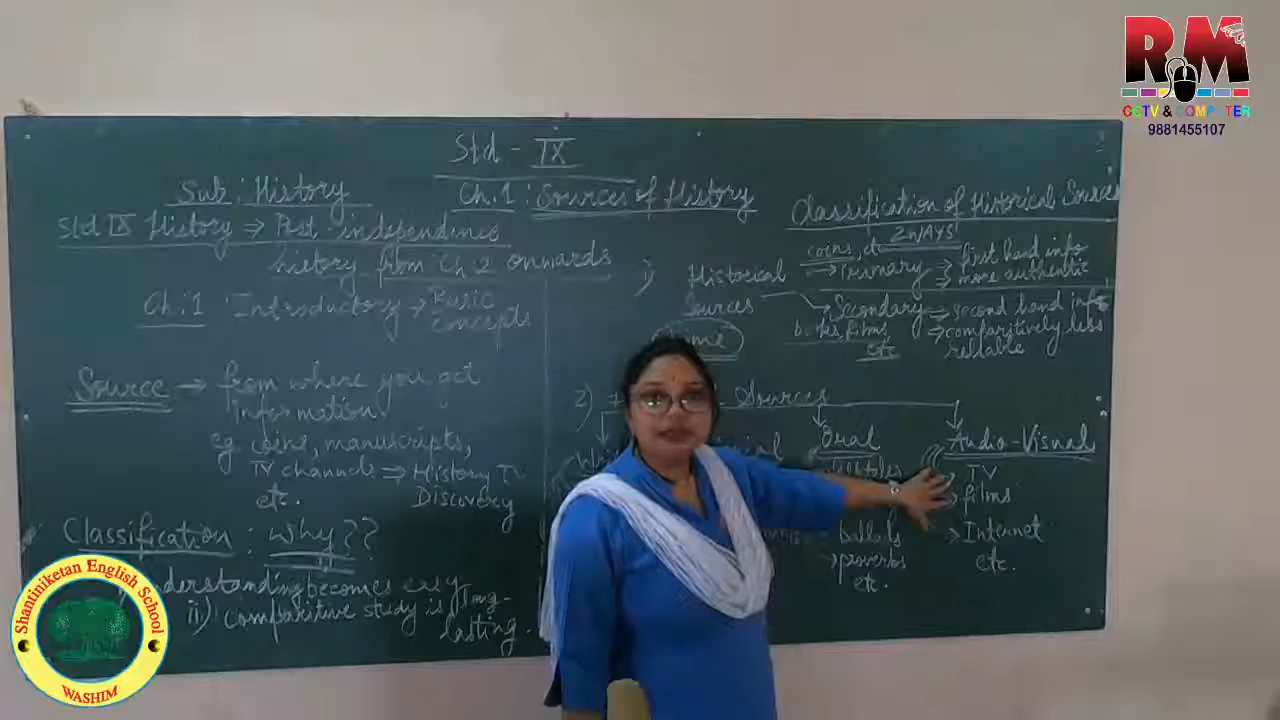 Std - IX
Sub : History
Ch.1 : Sources of History
Std IX History → Post independence
history from Ch 2 onwards
Ch:1 Introductory → Basic
concepts
Source → from where you get
information
eg coins, manuscripts,
TV channels ⇒ History TV
etc. Discovery
Classification : Why??
understanding becomes easy
ii) comparitive study is long-
lasting.
Classification of Historical Sources
coins, etc 2 WAYS
i) Historical → Primary ⇒ first hand info
⇒ more authentic
Sources → Secondary ⇒ second hand info
books, films ⇒ comparitively less
etc reliable
2) Sources
Oral
ballads
→ proverbs
etc.
Audio-Visual
→ TV
→ films
→ Internet
etc.
RM
CCTV & COMPUTER
9881455107
Shantiniketan English School
WASHIM